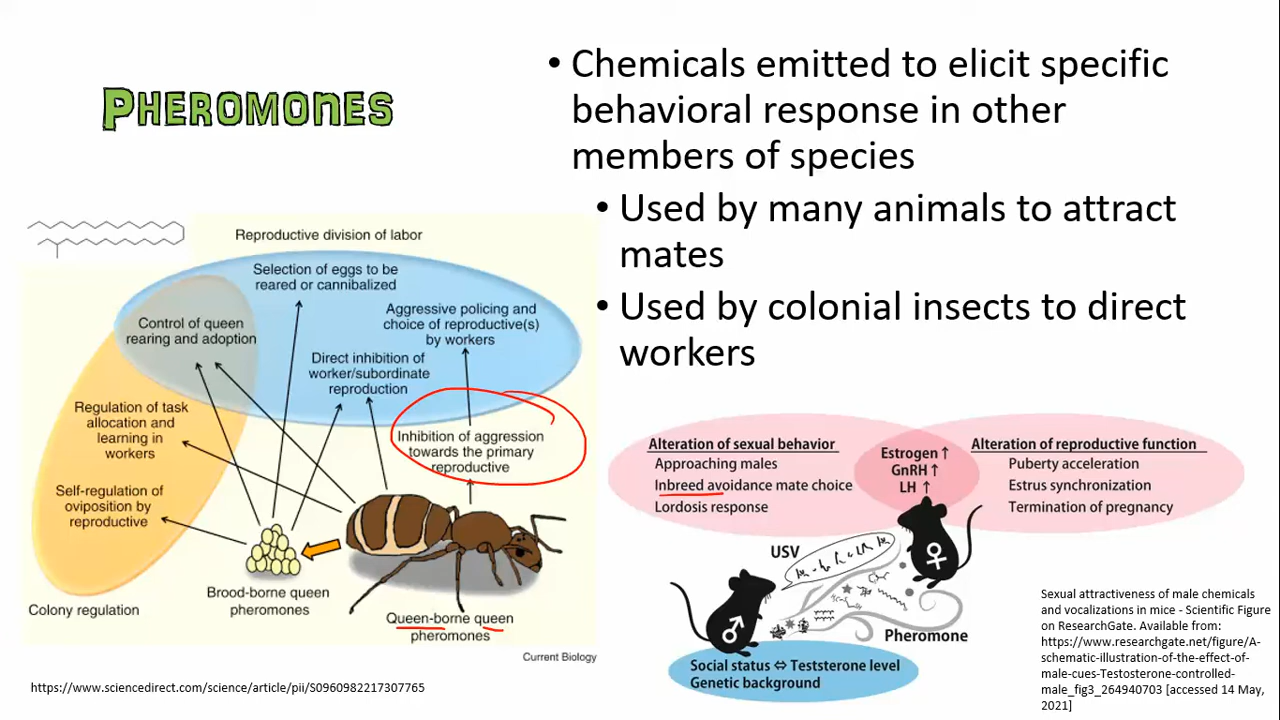 PHEROMONES
• Chemicals emitted to elicit specific
behavioral response in other
members of species
• Used by many animals to attract
mates
• Used by colonial insects to direct
workers
Reproductive division of labor
Selection of eggs to be
reared or cannibalized
Aggressive policing and
choice of reproductive(s)
by workers
Control of queen
rearing and adoption
Direct inhibition of
worker/subordinate
reproduction
Regulation of task
allocation and
learning in
workers
Inhibition of aggression
towards the primary
reproductive
Self-regulation of
oviposition by
reproductive
Brood-borne queen
pheromones
Colony regulation
Queen-borne queen
pheromones
Current Biology
https://www.sciencedirect.com/science/article/pii/S0960982217307765
Alteration of sexual behavior
Approaching males
Inbreed avoidance mate choice
Lordosis response
Estrogen ↑
GnRH ↑
LH ↑
Alteration of reproductive function
Puberty acceleration
Estrus synchronization
Termination of pregnancy
USV
♀
♂
Pheromone
Social status ⇔ Teststerone level
Genetic background
Sexual attractiveness of male chemicals
and vocalizations in mice - Scientific Figure
on ResearchGate. Available from:
https://www.researchgate.net/figure/A-
schematic-illustration-of-the-effect-of-
male-cues-Testosterone-controlled-
male_fig3_264940703 [accessed 14 May,
2021]